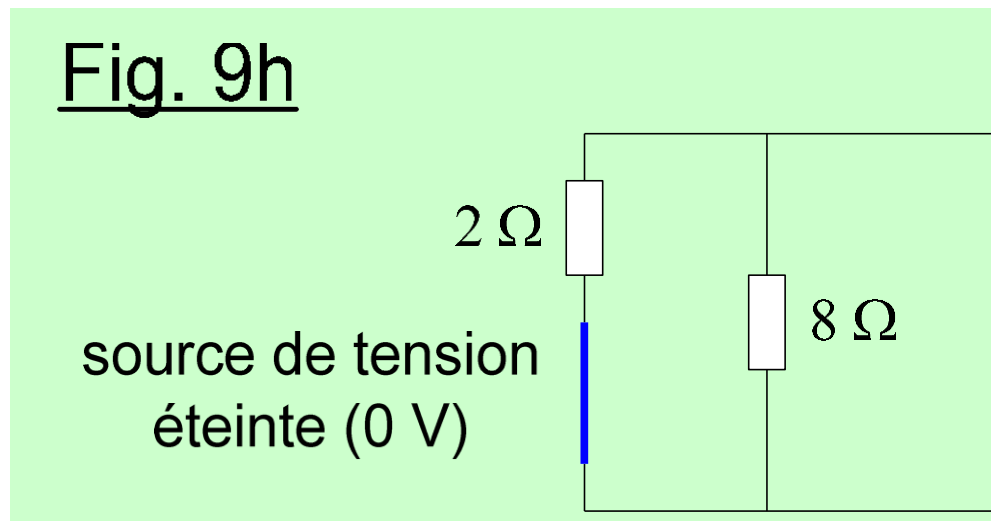 Fig. 9h
2 Ω
8 Ω
source de tension
éteinte (0 V)